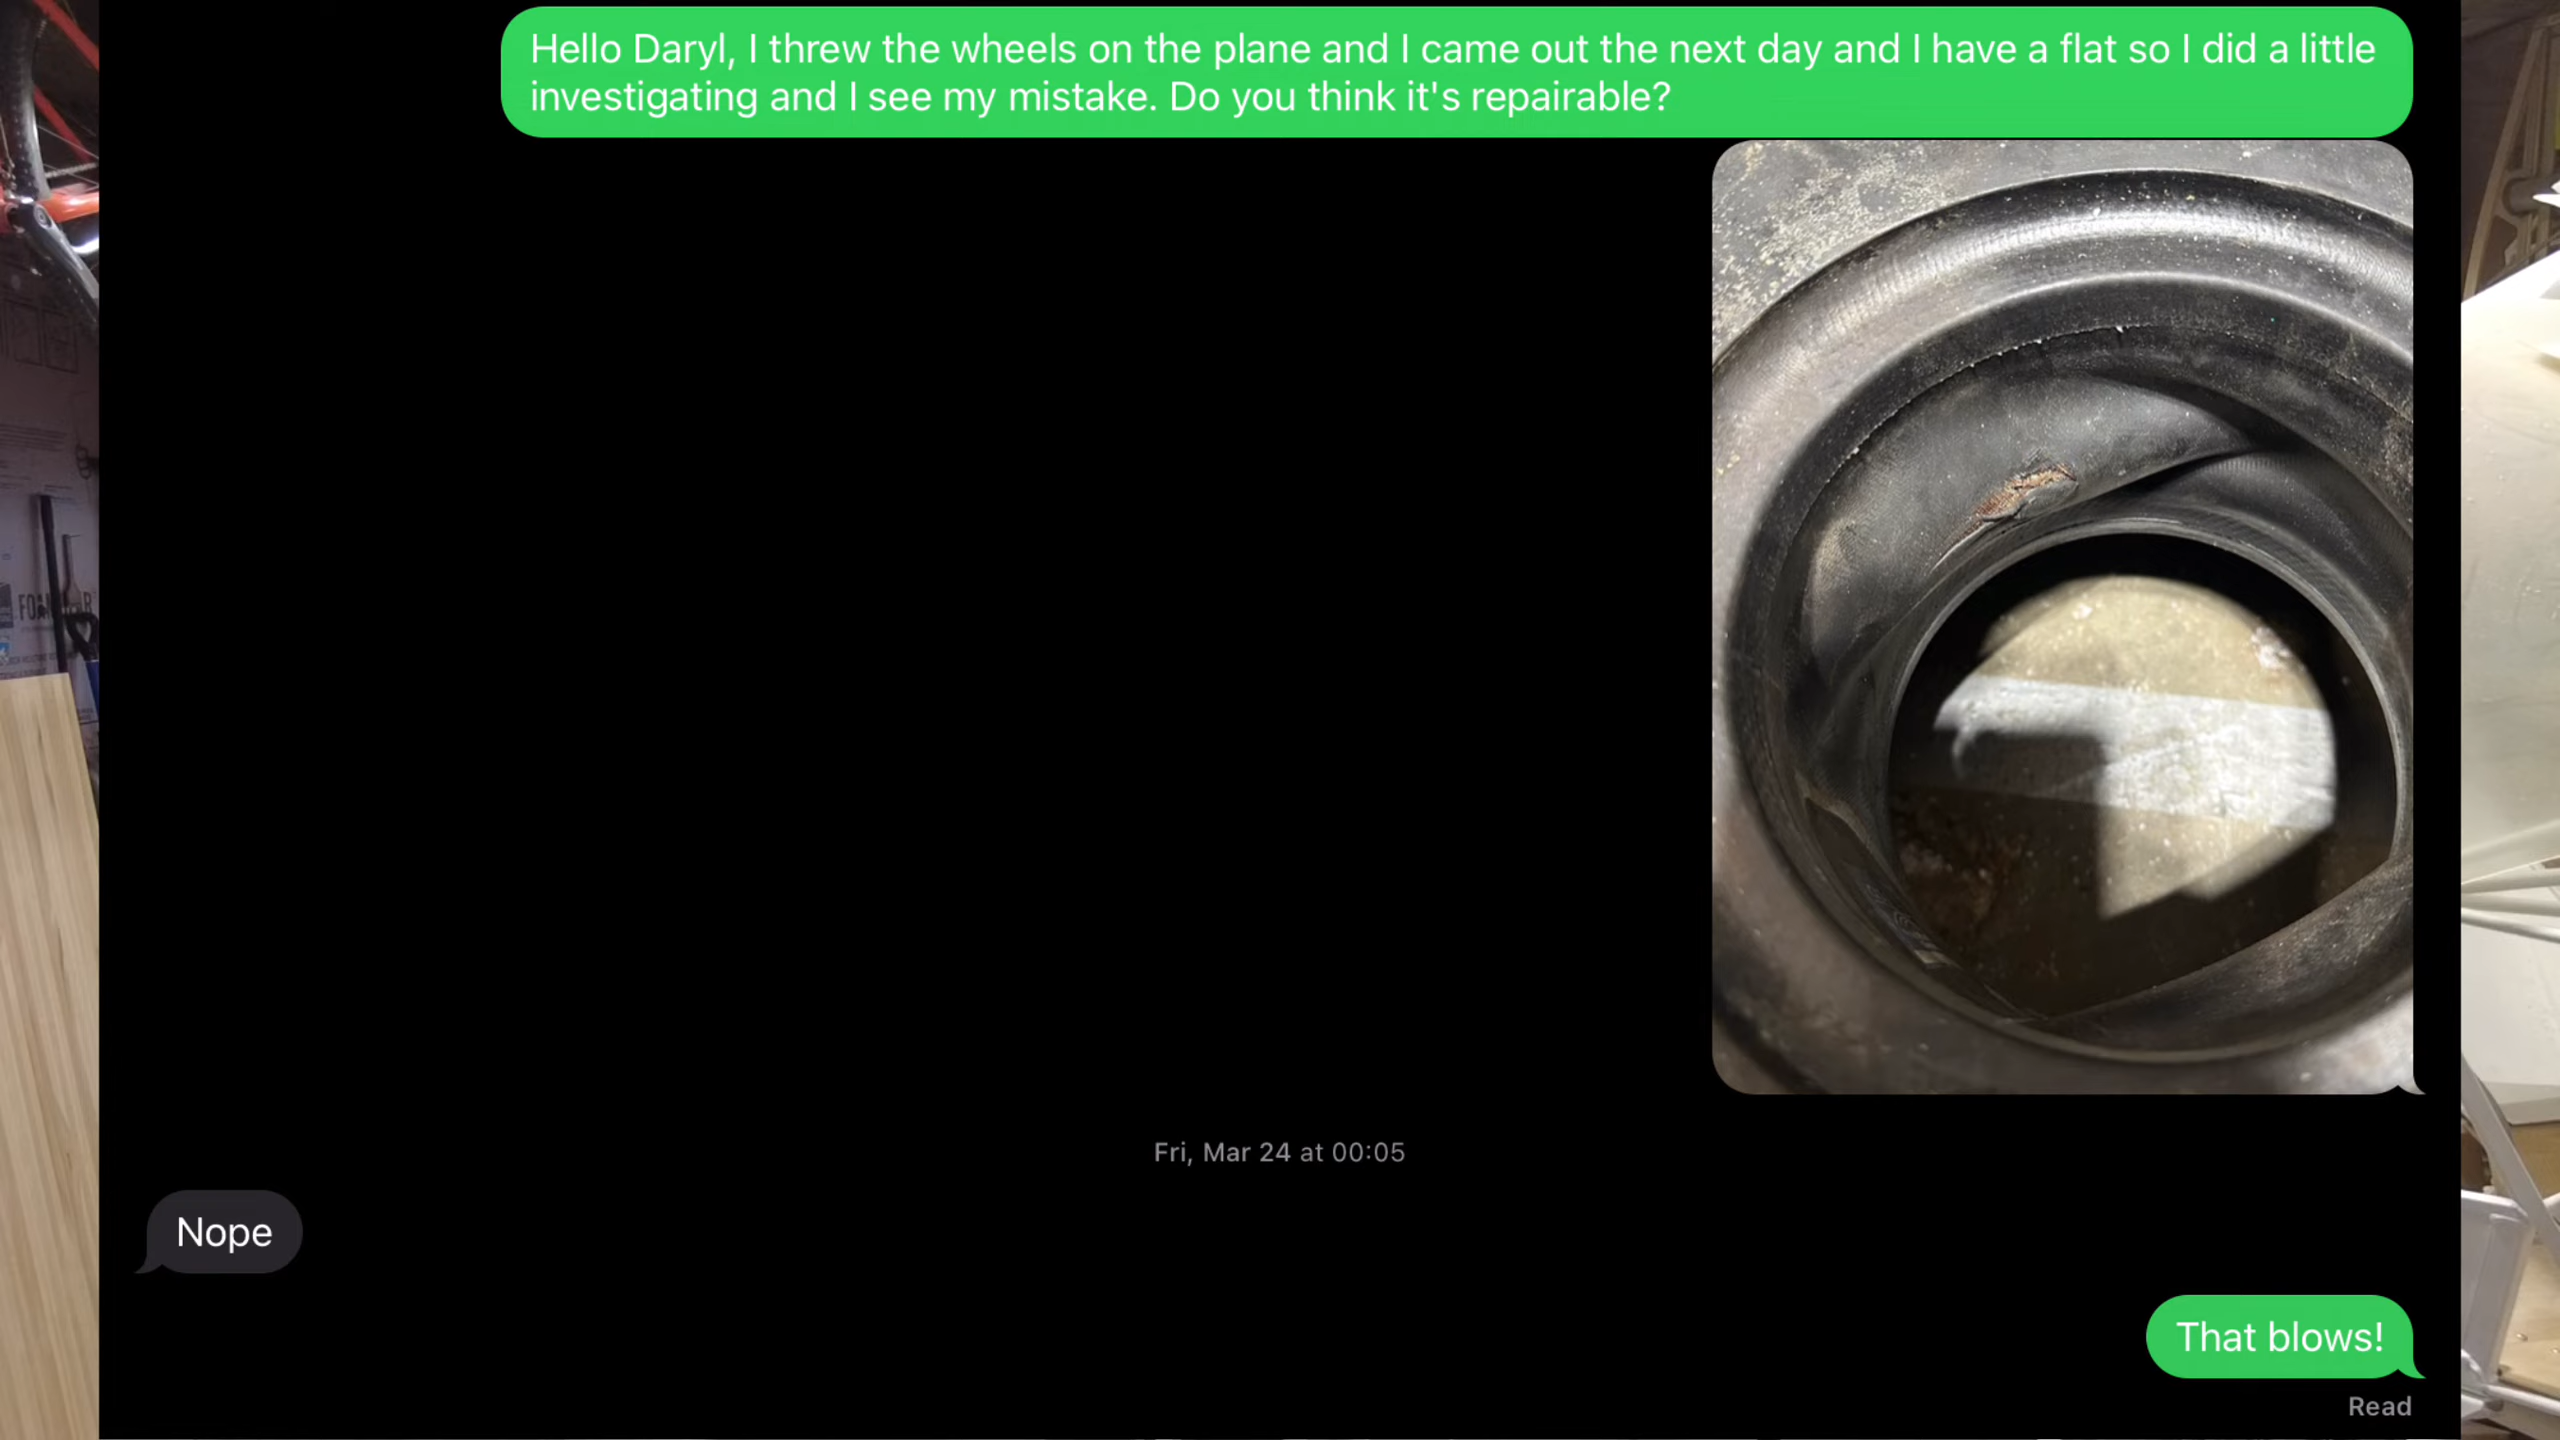 Hello Daryl, I threw the wheels on the plane and I came out the next day and I have a flat so I did a little
investigating and I see my mistake. Do you think it's repairable?
Fri, Mar 24 at 00:05
Nope
That blows!
Read